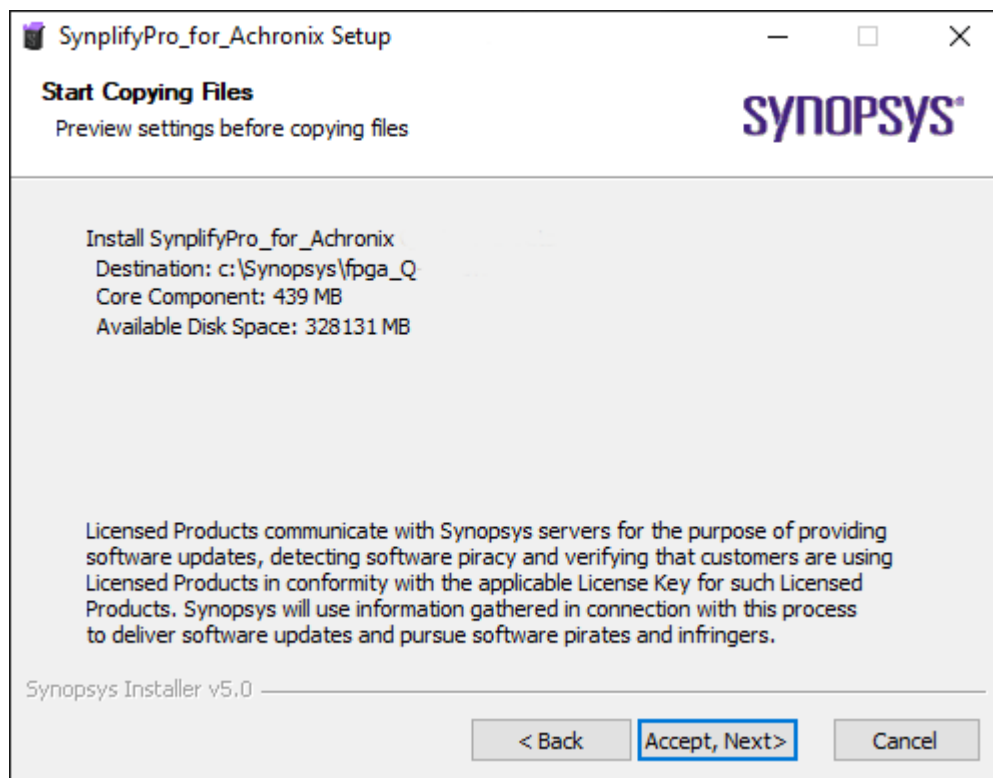 SynplifyPro_for_Achronix Setup
Start Copying Files
Preview settings before copying files
SYNOPSYS®
Install SynplifyPro_for_Achronix
Destination: c:\Synopsys\fpga_Q-
Core Component: 439 MB
Available Disk Space: 328131 MB
Licensed Products communicate with Synopsys servers for the purpose of providing
software updates, detecting software piracy and verifying that customers are using
Licensed Products in conformity with the applicable License Key for such Licensed
Products. Synopsys will use information gathered in connection with this process
to deliver software updates and pursue software pirates and infringers.
Synopsys Installer v5.0
< Back
Accept, Next>
Cancel